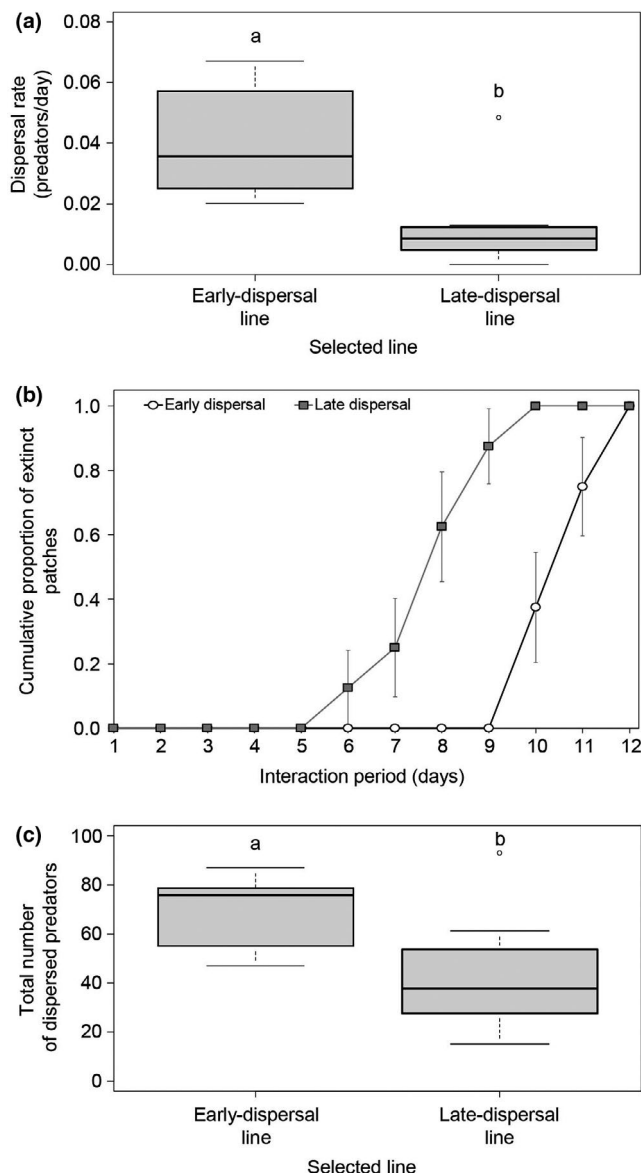 (a)
0.08
0.06
0.04
0.02
0.00
Dispersal rate
(predators/day)
a
b
Early-dispersal
line
Late-dispersal
line
Selected line
(b)
Early dispersal
Late dispersal
1.0
0.8
0.6
0.4
0.2
0.0
Cumulative proportion of extinct
patches
1 2 3 4 5 6 7 8 9 10 11 12
Interaction period (days)
(c)
100
80
60
40
20
0
Total number
of dispersed predators
a
b
Early-dispersal
line
Late-dispersal
line
Selected line